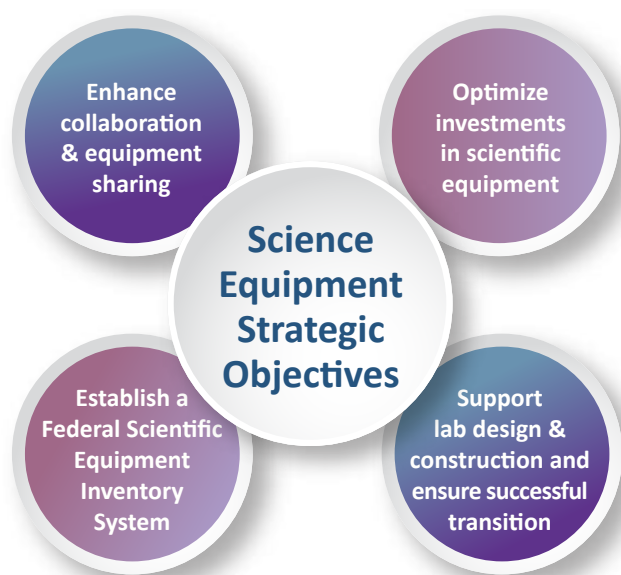 Enhance
collaboration
& equipment
sharing
Optimize
investments
in scientific
equipment
Science
Equipment
Strategic
Objectives
Establish a
Federal Scientific
Equipment
Inventory
System
Support
lab design &
construction and
ensure successful
transition